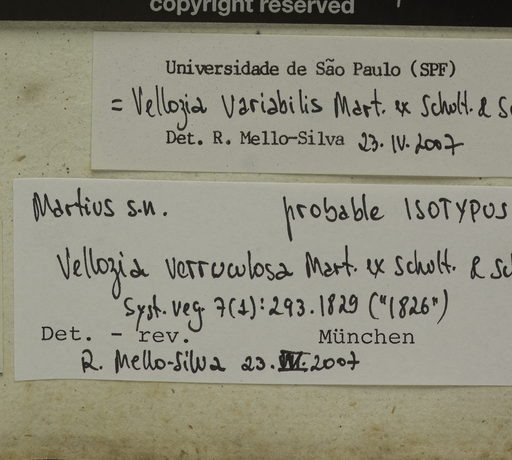 copyright reserved
Universidade de São Paulo (SPF)
= Vellozia variabilis Mart. ex Schult. & Sc
Det. R. Mello-Silva 23.IV.2007
Martius s.n. probable ISOTYPUS
Vellozia verruculosa Mart. ex Schult. & Sc
Syst. veg. 7(1): 293. 1829 ("1826")
Det. - rev. München
R. Mello-Silva 23. 2007